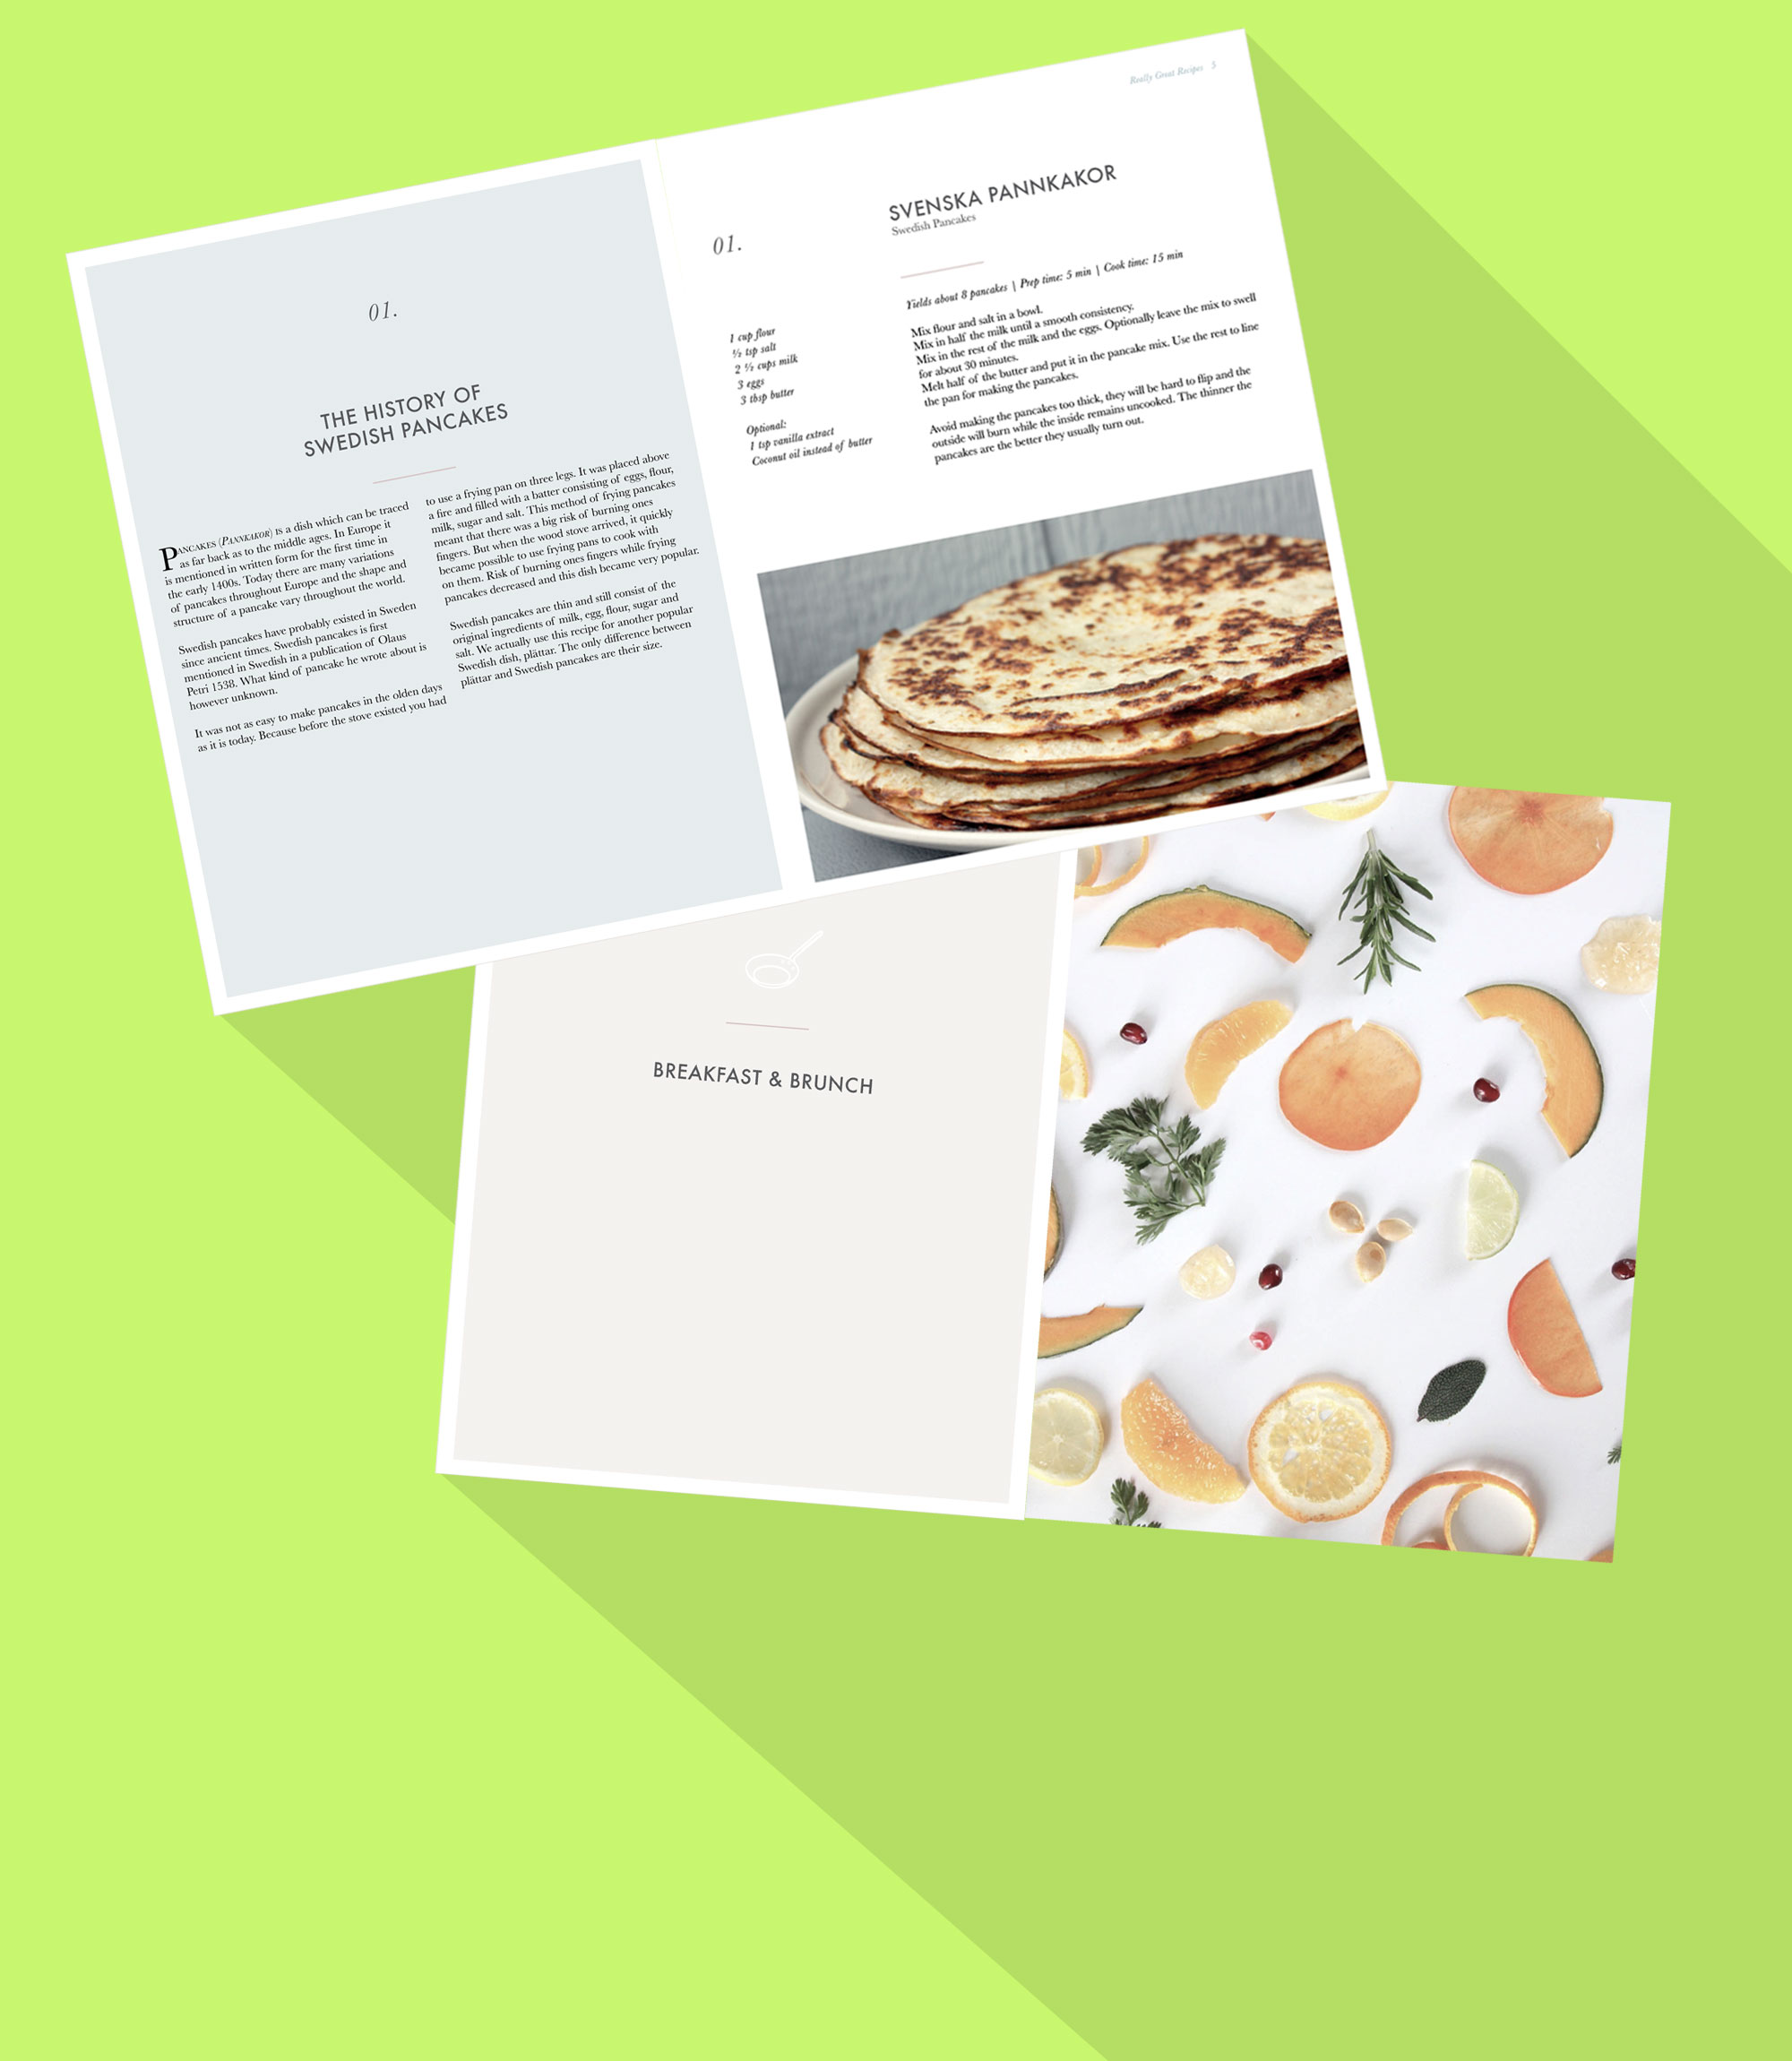 01.
THE HISTORY OF
SWEDISH PANCAKES
PANCAKES (PANNKAKOR) IS a dish which can be traced
as far back as to the middle ages. In Europe it
is mentioned in written form for the first time in
the early 1400s. Today there are many variations
of pancakes throughout Europe and the shape and
structure of a pancake vary throughout the world.
Swedish pancakes have probably existed in Sweden
since ancient times. Swedish pancakes is first
mentioned in Swedish in a publication of Olaus
Petri 1538. What kind of pancake he wrote about is
however unknown.
It was not as easy to make pancakes in the olden days
as it is today. Because before the stove existed you had
to use a frying pan on three legs. It was placed above
a fire and filled with a batter consisting of eggs, flour,
milk, sugar and salt. This method of frying pancakes
meant that there was a big risk of burning ones
fingers. But when the wood stove arrived, it quickly
became possible to use frying pans to cook with
on them. Risk of burning ones fingers while frying
pancakes decreased and this dish became very popular.
Swedish pancakes are thin and still consist of the
original ingredients of milk, egg, flour, sugar and
salt. We actually use this recipe for another popular
Swedish dish, plättar. The only difference between
plättar and Swedish pancakes are their size.
Really Great Recipes 5
01.
SVENSKA PANNKAKOR
Swedish Pancakes
Yields about 8 pancakes | Prep time: 5 min | Cook time: 15 min
1 cup flour
½ tsp salt
2 ½ cups milk
3 eggs
3 tbsp butter
Optional:
1 tsp vanilla extract
Coconut oil instead of butter
Mix flour and salt in a bowl.
Mix in half the milk until a smooth consistency.
Mix in the rest of the milk and the eggs. Optionally leave the mix to swell
for about 30 minutes.
Melt half of the butter and put it in the pancake mix. Use the rest to line
the pan for making the pancakes.
Avoid making the pancakes too thick, they will be hard to flip and the
outside will burn while the inside remains uncooked. The thinner the
pancakes are the better they usually turn out.
BREAKFAST & BRUNCH